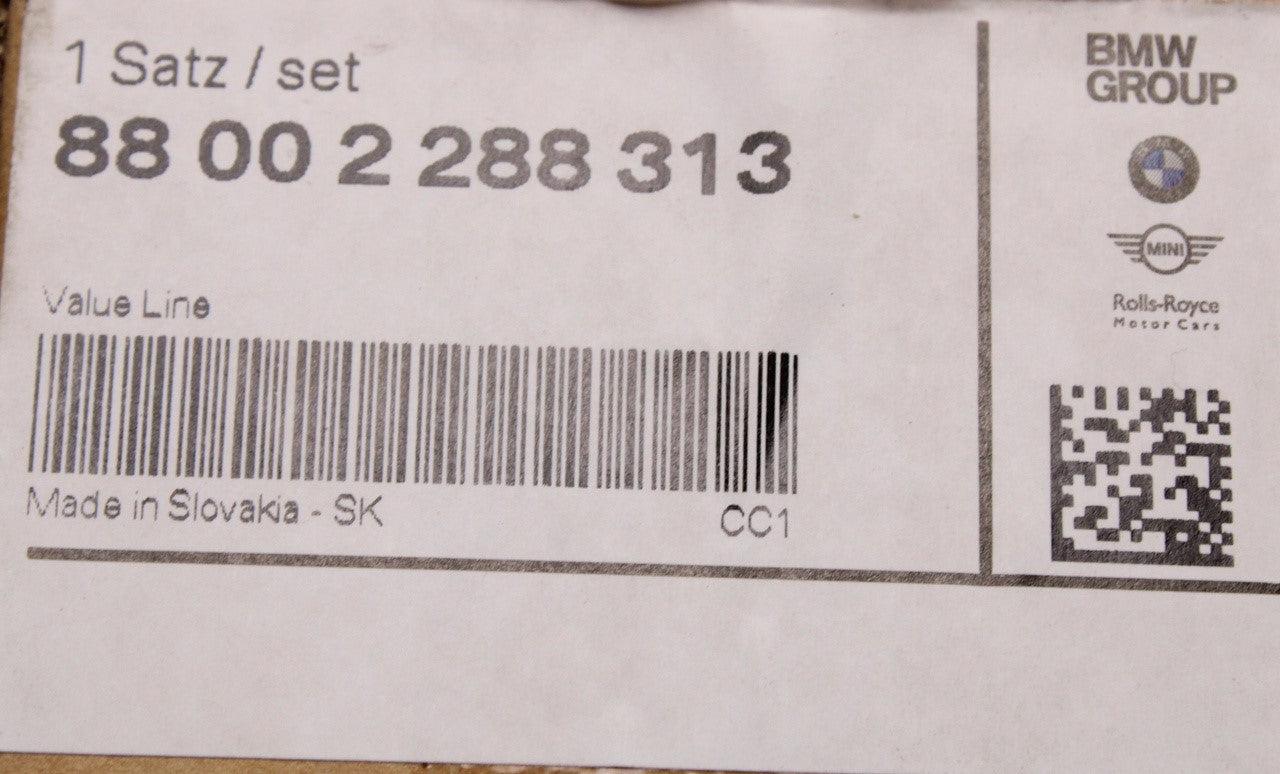 1 Satz / set
88 00 2 288 313
Value Line
Made in Slovakia - SK
CC1
BMW
GROUP
MINI
Rolls-Royce
Motor Cars